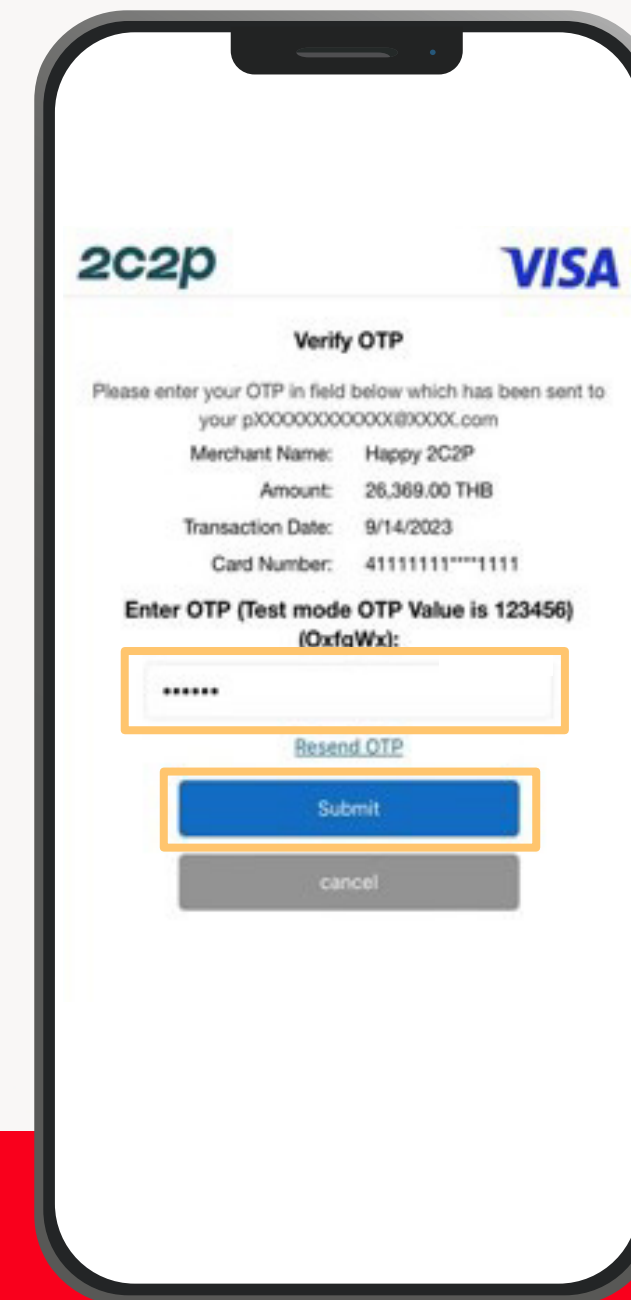 2c2p VISA
Verify OTP
Please enter your OTP in field below which has been sent to
your pXXXXXXXXXXXX@XXXX.com
Merchant Name: Happy 2C2P
Amount: 26,369.00 THB
Transaction Date: 9/14/2023
Card Number: 41111111****1111
Enter OTP (Test mode OTP Value is 123456)
(OxfqWx):
••••••
Resend OTP
Submit
cancel